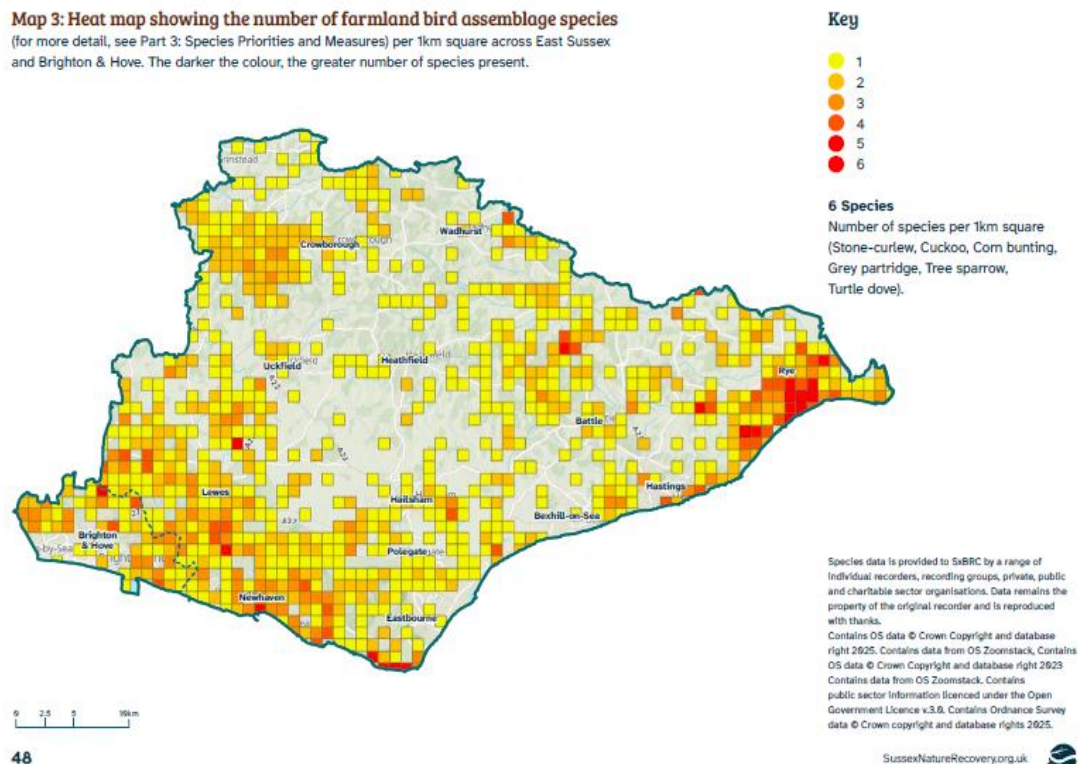 Map 3: Heat map showing the number of farmland bird assemblage species
(for more detail, see Part 3: Species Priorities and Measures) per 1km square across East Sussex
and Brighton & Hove. The darker the colour, the greater number of species present.
Key
1
2
3
4
5
6
6 Species
Number of species per 1km square
(Stone-curlew, Cuckoo, Corn bunting,
Grey partridge, Tree sparrow,
Turtle dove).
Crowborough
Wadhurst
Uckfield
Heathfield
Rye
Battle
Lewes
Hailsham
Hastings
Bexhill-on-Sea
Brighton
& Hove
Polegate
Newhaven
Eastbourne
A22
A21
A27
Species data is provided to SxBRC by a range of
individual recorders, recording groups, private, public
and charitable sector organisations. Data remains the
property of the original recorder and is reproduced
with thanks.
Contains OS data © Crown Copyright and database
right 2025. Contains data from OS Zoomstack, Contains
OS data © Crown Copyright and database right 2023
Contains data from OS Zoomstack. Contains
public sector information licenced under the Open
Government Licence v.3.0. Contains Ordnance Survey
data © Crown copyright and database rights 2025.
0 2.5 5 10km
48
SussexNatureRecovery.org.uk